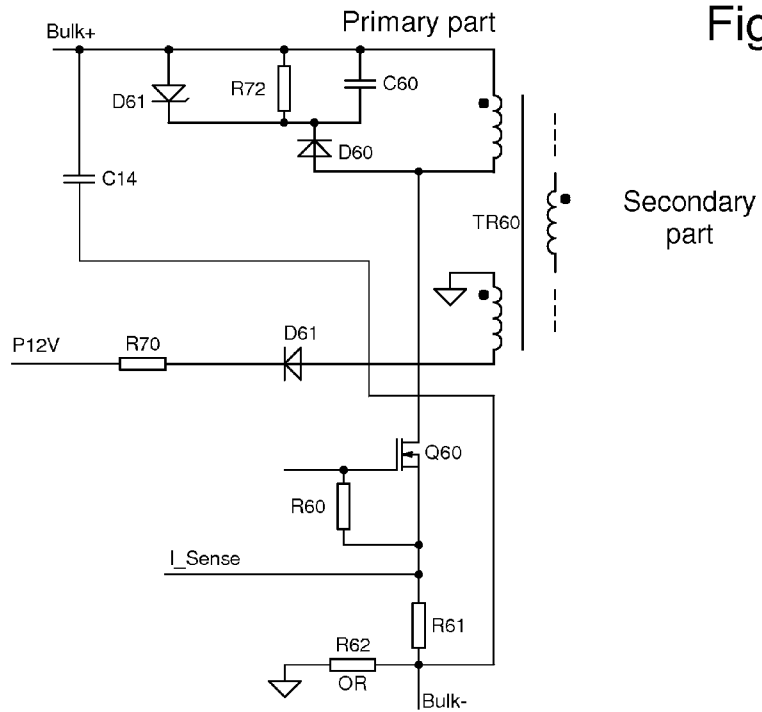 Primary part
Fig
Bulk+
D61
R72
C60
D60
C14
TR60
Secondary
part
P12V
R70
D61
Q60
R60
I_Sense
R61
R62
OR
Bulk-